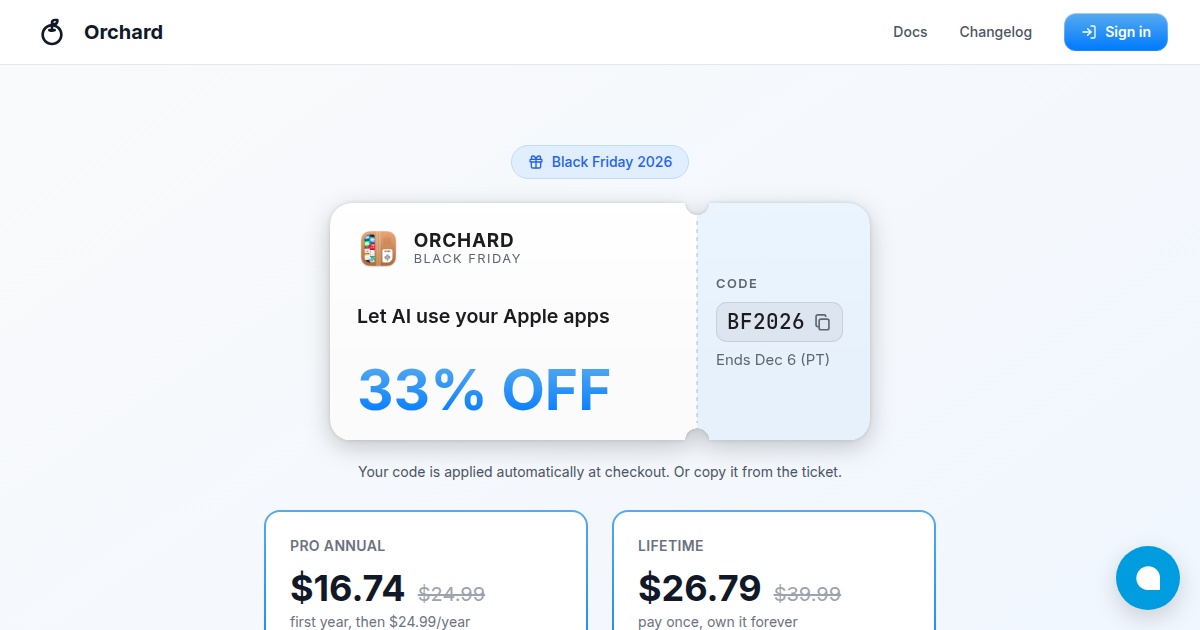 Orchard
Docs
Changelog
Sign in
Black Friday 2026
ORCHARD
BLACK FRIDAY
Let AI use your Apple apps
33% OFF
CODE
BF2026
Ends Dec 6 (PT)
Your code is applied automatically at checkout. Or copy it from the ticket.
PRO ANNUAL
$16.74 $24.99
first year, then $24.99/year
LIFETIME
$26.79 $39.99
pay once, own it forever